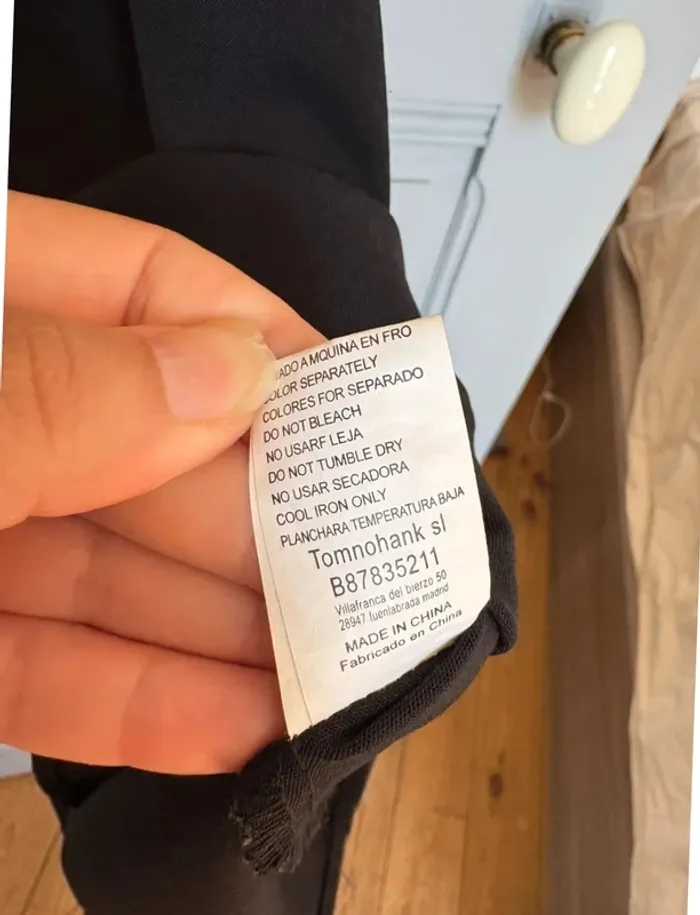 ADO A MQUINA EN FRO
OLOR SEPARATELY
COLORES FOR SEPARADO
DO NOT BLEACH
NO USARF LEJA
DO NOT TUMBLE DRY
NO USAR SECADORA
COOL IRON ONLY
PLANCHARA TEMPERATURA BAJA
Tomnohank sl
B87835211
Villafranca del bierzo 50
28947 fuenlabrada madrid
MADE IN CHINA
Fabricado en China